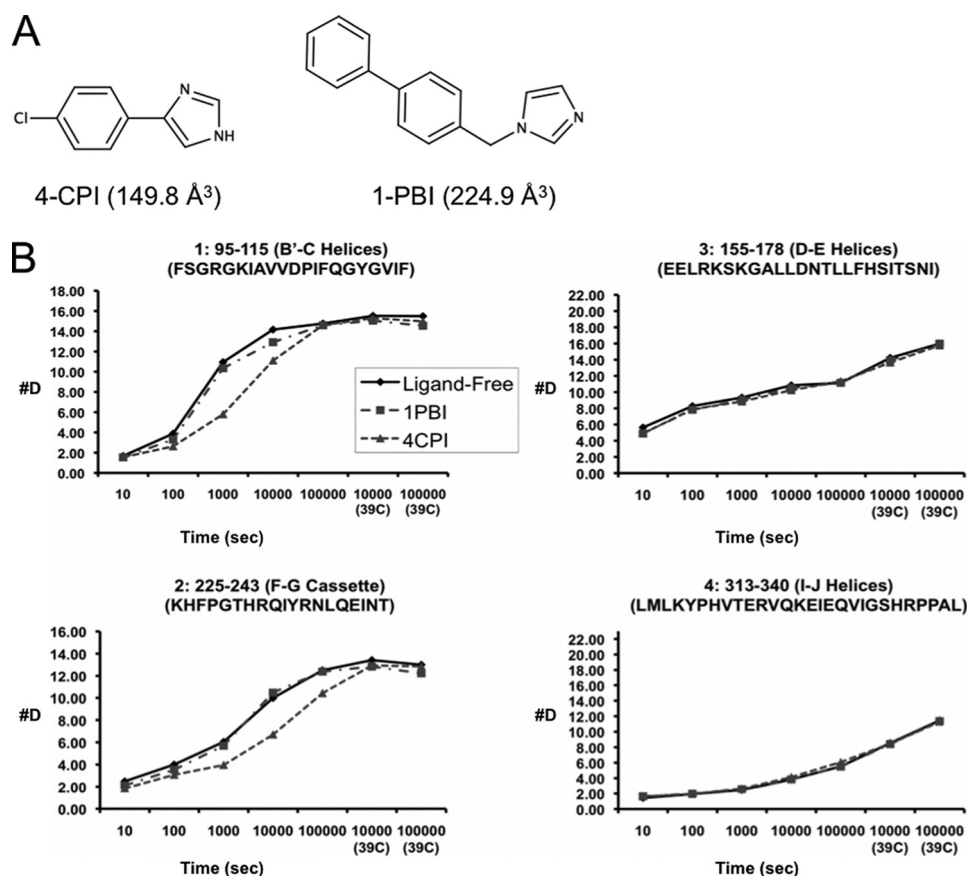 A
Cl
N
NH
N
N
4-CPI (149.8 Å³)
1-PBI (224.9 Å³)
B
1: 95-115 (B'-C Helices)
(FSGRGKIAVVDPIFQGYGVIF)
18.00
16.00
14.00
12.00
10.00
8.00
6.00
4.00
2.00
0.00
#D
Ligand-Free
1PBI
4CPI
10 100 1000 10000 100000 10000 100000
(39C) (39C)
Time (sec)
3: 155-178 (D-E Helices)
(EELRKSKGALLDNTLLFHSITSNI)
22.00
20.00
18.00
16.00
14.00
12.00
10.00
8.00
6.00
4.00
2.00
0.00
#D
10 100 1000 10000 100000 10000 100000
(39C) (39C)
Time (sec)
2: 225-243 (F-G Cassette)
(KHFPGTHRQIYRNLQEINT)
16.00
14.00
12.00
10.00
8.00
6.00
4.00
2.00
0.00
#D
10 100 1000 10000 100000 10000 100000
(39C) (39C)
Time (sec)
4: 313-340 (I-J Helices)
(LMLKYPHVTERVQKEIEQVIGSHRPPAL)
22.00
20.00
18.00
16.00
14.00
12.00
10.00
8.00
6.00
4.00
2.00
0.00
#D
10 100 1000 10000 100000 10000 100000
(39C) (39C)
Time (sec)